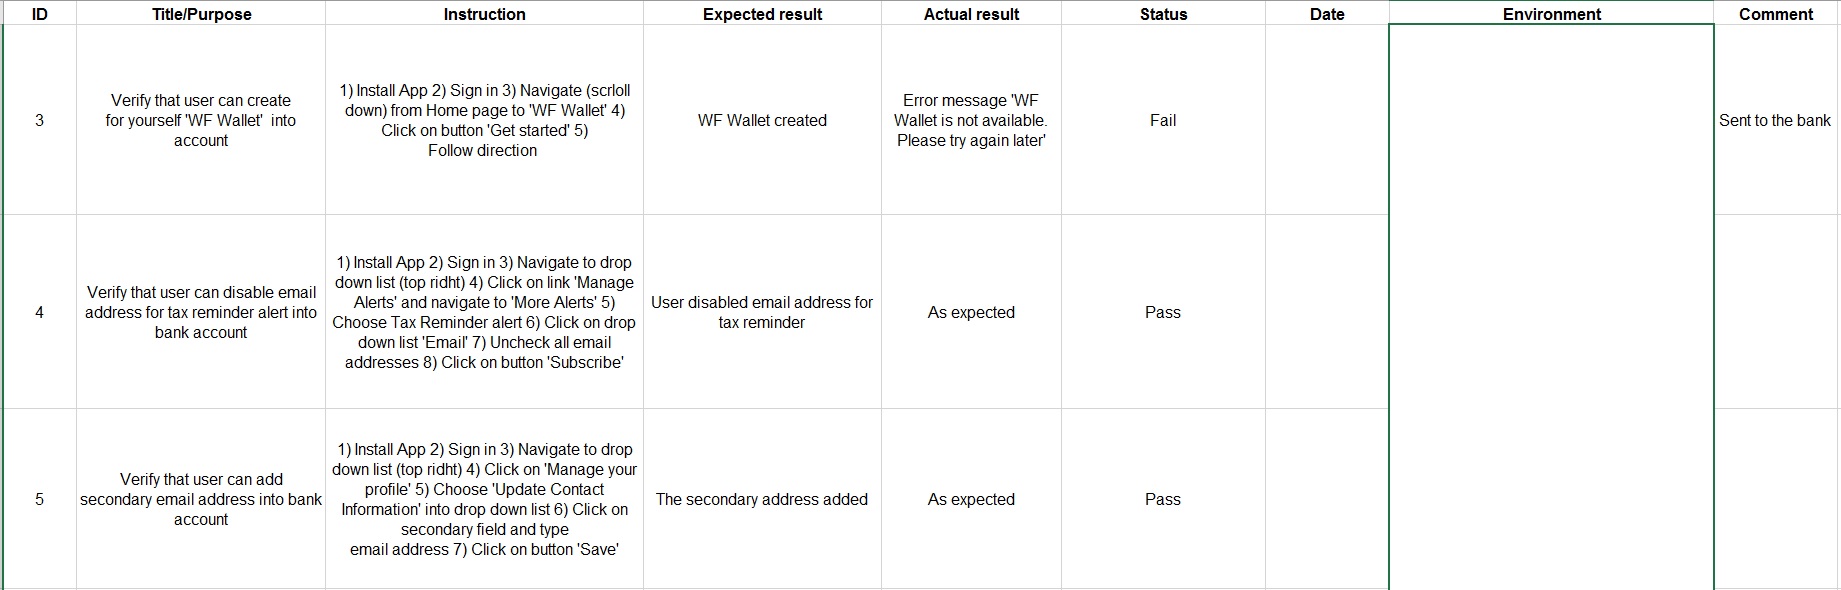 ID Title/Purpose Instruction Expected result Actual result Status Date Environment Comment
3
Verify that user can create
for yourself 'WF Wallet'  into
account
1) Install App 2) Sign in 3) Navigate (scrloll
down) from Home page to 'WF Wallet' 4)
Click on button 'Get started' 5)
Follow direction
WF Wallet created
Error message 'WF
Wallet is not available.
Please try again later'
Fail
Sent to the bank
4
Verify that user can disable email
address for tax reminder alert into
bank account
1) Install App 2) Sign in 3) Navigate to drop
down list (top ridht) 4) Click on link 'Manage
Alerts' and navigate to 'More Alerts' 5)
Choose Tax Reminder alert 6) Click on drop
down list 'Email' 7) Uncheck all email
addresses 8) Click on button 'Subscribe'
User disabled email address for
tax reminder
As expected
Pass
5
Verify that user can add
secondary email address into bank
account
1) Install App 2) Sign in 3) Navigate to drop
down list (top ridht) 4) Click on 'Manage your
profile' 5) Choose 'Update Contact
Information' into drop down list 6) Click on
secondary field and type
email address 7) Click on button 'Save'
The secondary address added
As expected
Pass